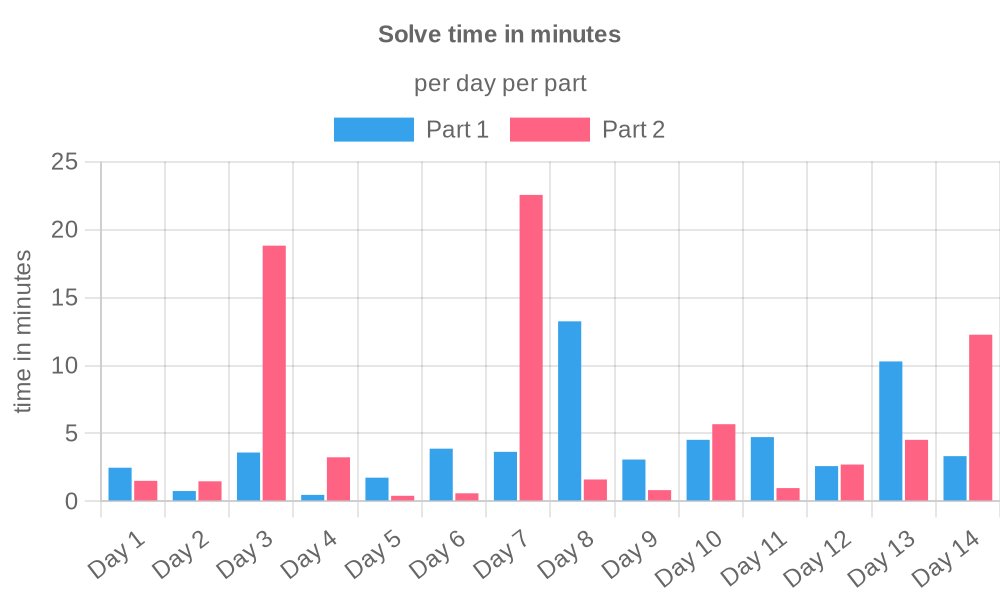 Solve time in minutes
per day per part
Part 1 Part 2
time in minutes
25
20
15
10
5
0
Day 1 Day 2 Day 3 Day 4 Day 5 Day 6 Day 7 Day 8 Day 9 Day 10 Day 11 Day 12 Day 13 Day 14